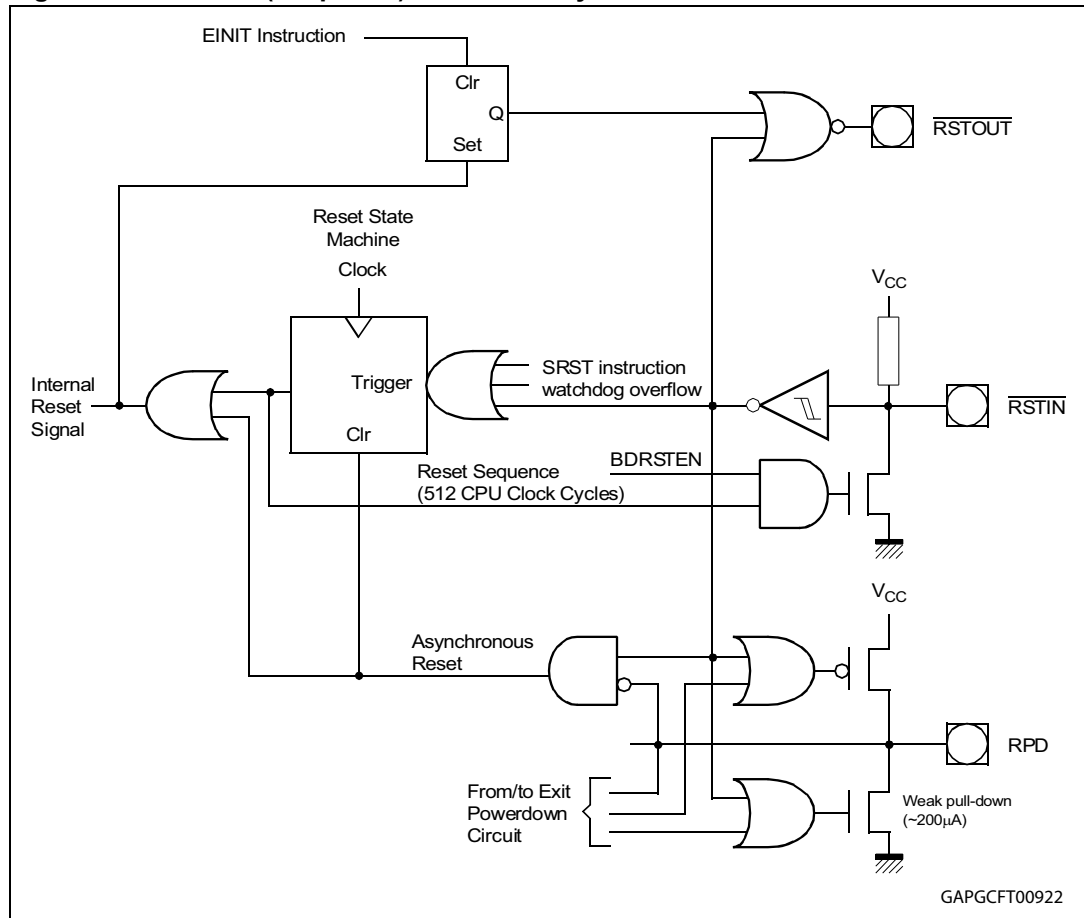 EINIT Instruction
Clr
Q
Set
RSTOUT
Reset State
Machine
Clock
VCC
Trigger
SRST instruction
watchdog overflow
Internal
Reset
Signal
RSTIN
Clr
BDRSTEN
Reset Sequence
(512 CPU Clock Cycles)
VCC
Asynchronous
Reset
RPD
From/to Exit
Powerdown
Circuit
Weak pull-down
(~200µA)
GAPGCFT00922